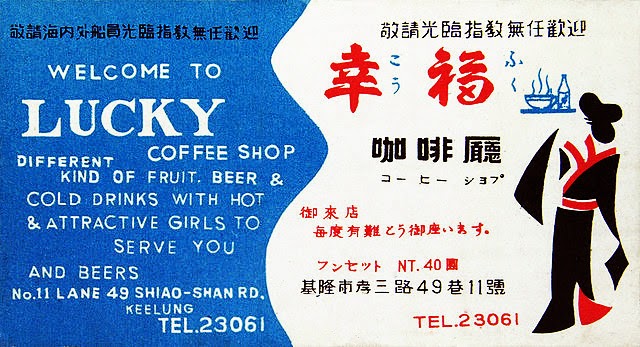 敬請海内外船員光臨指教無任歡迎
WELCOME TO
LUCKY
COFFEE SHOP
DIFFERENT
KIND OF FRUIT. BEER &
COLD DRINKS WITH HOT
& ATTRACTIVE GIRLS TO
SERVE YOU
AND BEERS
No.11 LANE 49 SHIAO-SHAN RD,
KEELUNG
TEL.23061
敬請光臨指教無任歡迎
幸こう福ふく
咖啡廳
コーヒー ショプ
御來店
毎度有難とう御座います。
フンセット NT.40圓
基隆市孝三路49巷11號
TEL.23061